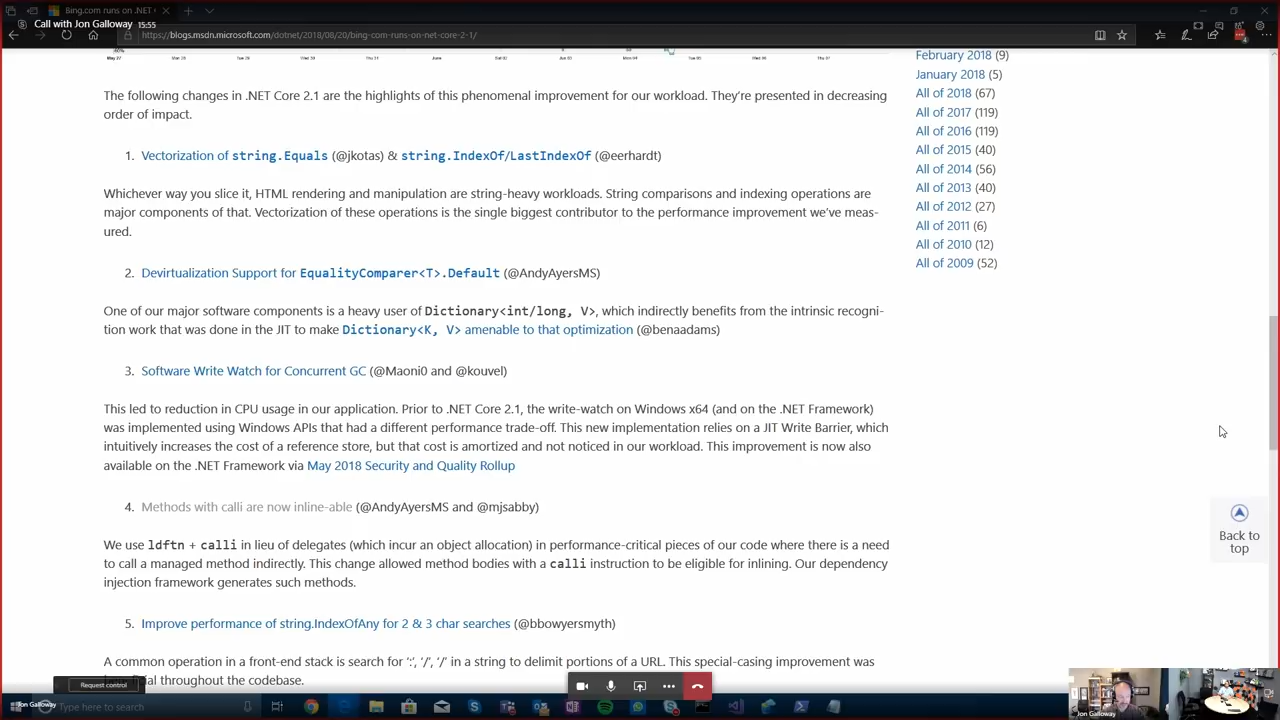 Bing.com runs on .NET C
Call with Jon Galloway 15:55
https://blogs.msdn.microsoft.com/dotnet/2018/08/20/bing-com-runs-on-net-core-2-1/
May 27
June
The following changes in .NET Core 2.1 are the highlights of this phenomenal improvement for our workload. They’re presented in decreasing
order of impact.
1. Vectorization of string.Equals (@jkotas) & string.IndexOf/LastIndexOf (@eerhardt)
Whichever way you slice it, HTML rendering and manipulation are string-heavy workloads. String comparisons and indexing operations are
major components of that. Vectorization of these operations is the single biggest contributor to the performance improvement we’ve meas-
ured.
2. Devirtualization Support for EqualityComparer<T>.Default (@AndyAyersMS)
One of our major software components is a heavy user of Dictionary<int/long, V>, which indirectly benefits from the intrinsic recogni-
tion work that was done in the JIT to make Dictionary<K, V> amenable to that optimization (@benaadams)
3. Software Write Watch for Concurrent GC (@Maoni0 and @kouvel)
This led to reduction in CPU usage in our application. Prior to .NET Core 2.1, the write-watch on Windows x64 (and on the .NET Framework)
was implemented using Windows APIs that had a different performance trade-off. This new implementation relies on a JIT Write Barrier, which
intuitively increases the cost of a reference store, but that cost is amortized and not noticed in our workload. This improvement is now also
available on the .NET Framework via May 2018 Security and Quality Rollup
4. Methods with calli are now inline-able (@AndyAyersMS and @mjsabby)
We use ldftn + calli in lieu of delegates (which incur an object allocation) in performance-critical pieces of our code where there is a need
to call a managed method indirectly. This change allowed method bodies with a calli instruction to be eligible for inlining. Our dependency
injection framework generates such methods.
5. Improve performance of string.IndexOfAny for 2 & 3 char searches (@bbowyersmyth)
A common operation in a front-end stack is search for ‘:’, ‘/’, ‘/’ in a string to delimit portions of a URL. This special-casing improvement was
throughout the codebase.
February 2018 (9)
January 2018 (5)
All of 2018 (67)
All of 2017 (119)
All of 2016 (119)
All of 2015 (40)
All of 2014 (56)
All of 2013 (40)
All of 2012 (27)
All of 2011 (6)
All of 2010 (12)
All of 2009 (52)
Back to
top
Request control
Jon Galloway
Type here to search
Jon Galloway